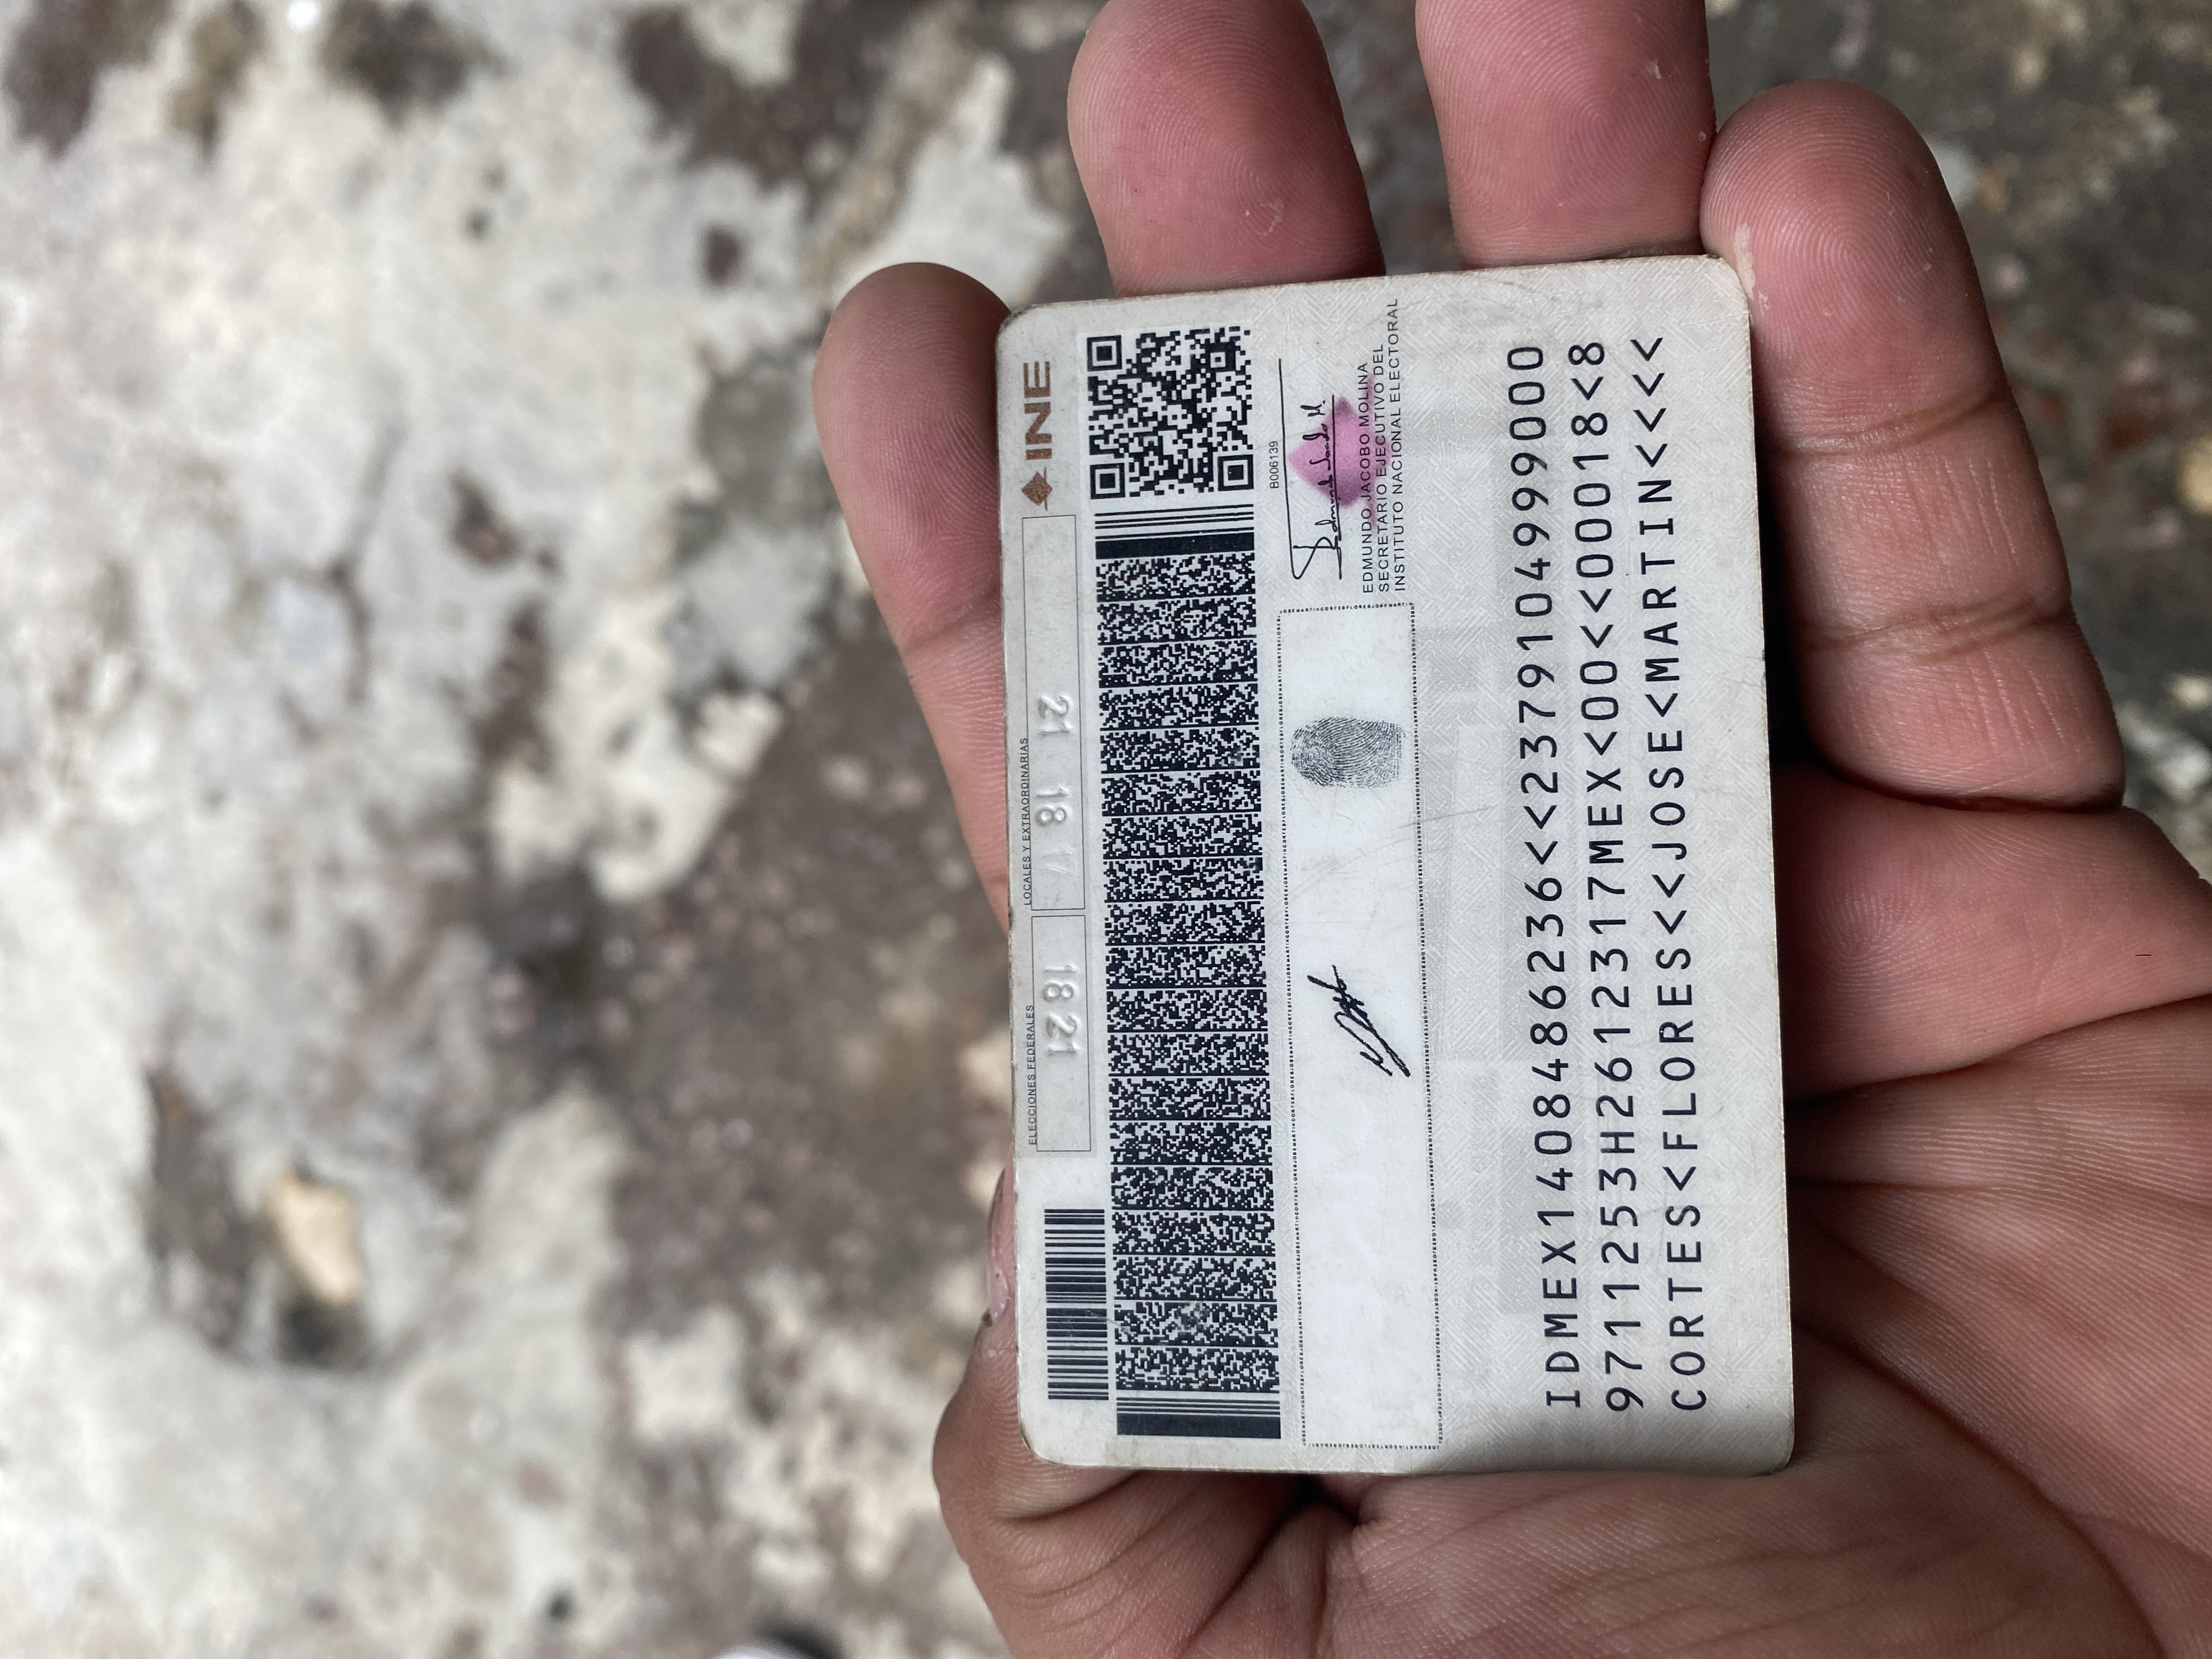 ELECCIONES FEDERALES
LOCALES Y EXTRAORDINARIAS
INE
18 21
21 18 17
B006139
EDMUNDO JACOBO MOLINA
SECRETARIO EJECUTIVO DEL
INSTITUTO NACIONAL ELECTORAL
IDMEX1408486236<<2379104999000
9711253H2612317MEX<00<<00018<8
CORTES<FLORES<<JOSE<MARTIN<<<<